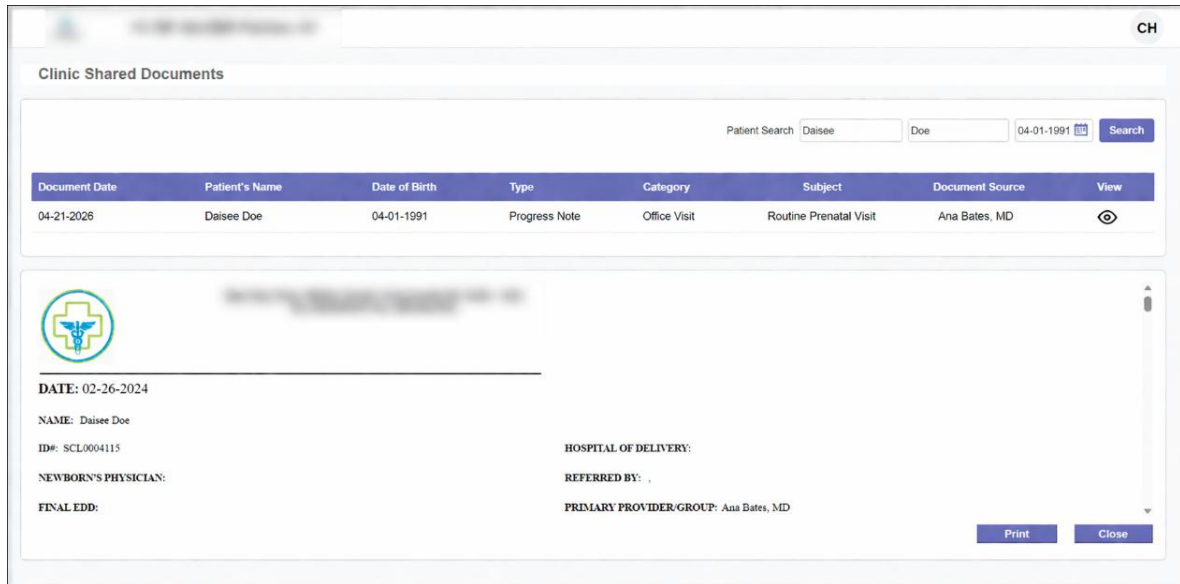 CH
Clinic Shared Documents
Patient Search Daisee Doe 04-01-1991 Search
Document Date Patient's Name Date of Birth Type Category Subject Document Source View
04-21-2026 Daisee Doe 04-01-1991 Progress Note Office Visit Routine Prenatal Visit Ana Bates, MD
DATE: 02-26-2024
NAME: Daisee Doe
ID#: SCL0004115 HOSPITAL OF DELIVERY:
NEWBORN'S PHYSICIAN: REFERRED BY: ,
FINAL EDD: PRIMARY PROVIDER/GROUP: Ana Bates, MD
Print Close